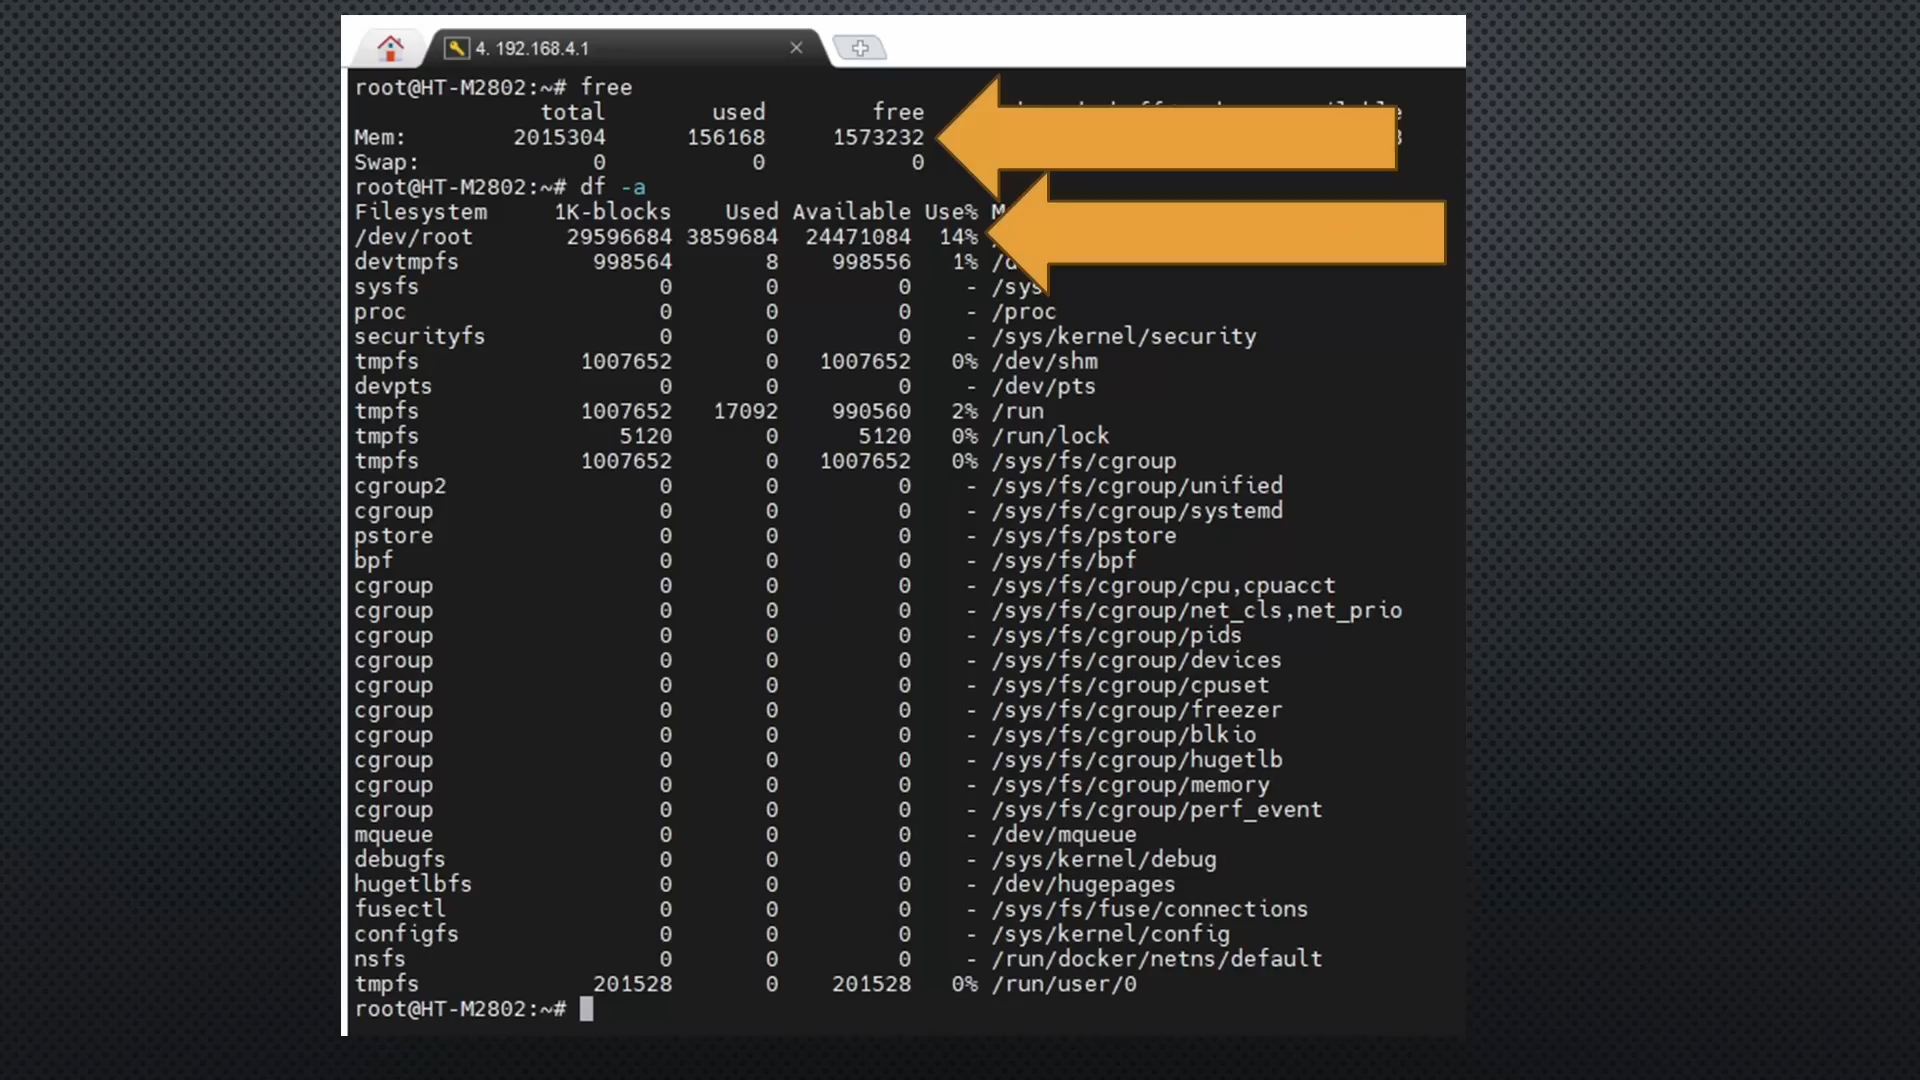 4. 192.168.4.1
root@HT-M2802:~# free
total used free
Mem: 2015304 156168 1573232
Swap: 0 0 0
root@HT-M2802:~# df -a
Filesystem 1K-blocks Used Available Use%
/dev/root 29596684 3859684 24471084 14%
devtmpfs 998564 8 998556 1%
sysfs 0 0 0 - /sys
proc 0 0 0 - /proc
securityfs 0 0 0 - /sys/kernel/security
tmpfs 1007652 0 1007652 0% /dev/shm
devpts 0 0 0 - /dev/pts
tmpfs 1007652 17092 990560 2% /run
tmpfs 5120 0 5120 0% /run/lock
tmpfs 1007652 0 1007652 0% /sys/fs/cgroup
cgroup2 0 0 0 - /sys/fs/cgroup/unified
cgroup 0 0 0 - /sys/fs/cgroup/systemd
pstore 0 0 0 - /sys/fs/pstore
bpf 0 0 0 - /sys/fs/bpf
cgroup 0 0 0 - /sys/fs/cgroup/cpu,cpuacct
cgroup 0 0 0 - /sys/fs/cgroup/net_cls,net_prio
cgroup 0 0 0 - /sys/fs/cgroup/pids
cgroup 0 0 0 - /sys/fs/cgroup/devices
cgroup 0 0 0 - /sys/fs/cgroup/cpuset
cgroup 0 0 0 - /sys/fs/cgroup/freezer
cgroup 0 0 0 - /sys/fs/cgroup/blkio
cgroup 0 0 0 - /sys/fs/cgroup/hugetlb
cgroup 0 0 0 - /sys/fs/cgroup/memory
cgroup 0 0 0 - /sys/fs/cgroup/perf_event
mqueue 0 0 0 - /dev/mqueue
debugfs 0 0 0 - /sys/kernel/debug
hugetlbfs 0 0 0 - /dev/hugepages
fusectl 0 0 0 - /sys/fs/fuse/connections
configfs 0 0 0 - /sys/kernel/config
nsfs 0 0 0 - /run/docker/netns/default
tmpfs 201528 0 201528 0% /run/user/0
root@HT-M2802:~#